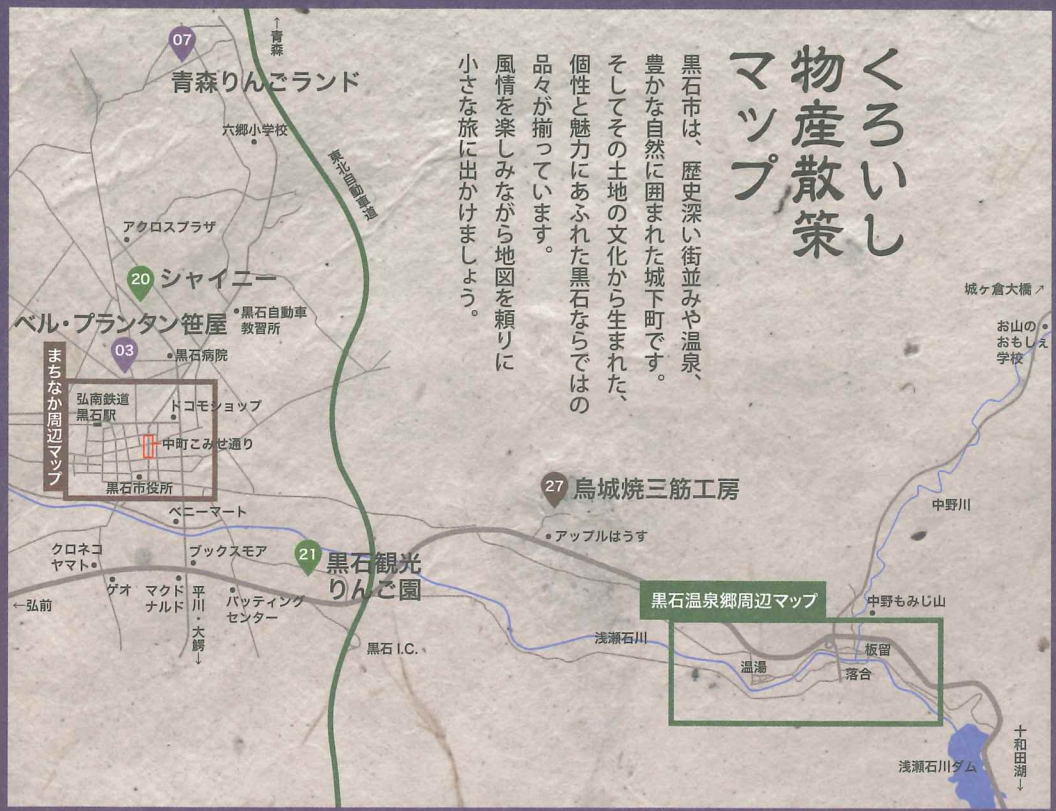 くろいし
物産散策
マップ
黒石市は、歴史深い街並みや温泉、
豊かな自然に囲まれた城下町です。
そしてその土地の文化から生まれた、
個性と魅力にあふれた黒石ならではの
品々が揃っています。
風情を楽しみながら地図を頼りに
小さな旅に出かけましょう。
↑青森
07
青森りんごランド
六郷小学校
東北自動車道
アクロスプラザ
20
シャイニー
黒石自動車
教習所
ベル・プランタン笹屋
03
黒石病院
まちなか周辺マップ
弘南鉄道
黒石駅
ドコモショップ
中町こみせ通り
黒石市役所
ベニーマート
クロネコ
ヤマト
ブックスモア
21
黒石観光
りんご園
←弘前
ゲオ
マクド
ナルド
平川・大鰐↓
バッティング
センター
黒石 I.C.
27
烏城焼三筋工房
アップルはうす
城ヶ倉大橋↗
お山の
おもしぇ
学校
中野川
黒石温泉郷周辺マップ
中野もみじ山
浅瀬石川
温湯
板留
落合
浅瀬石川ダム
十和田湖↓